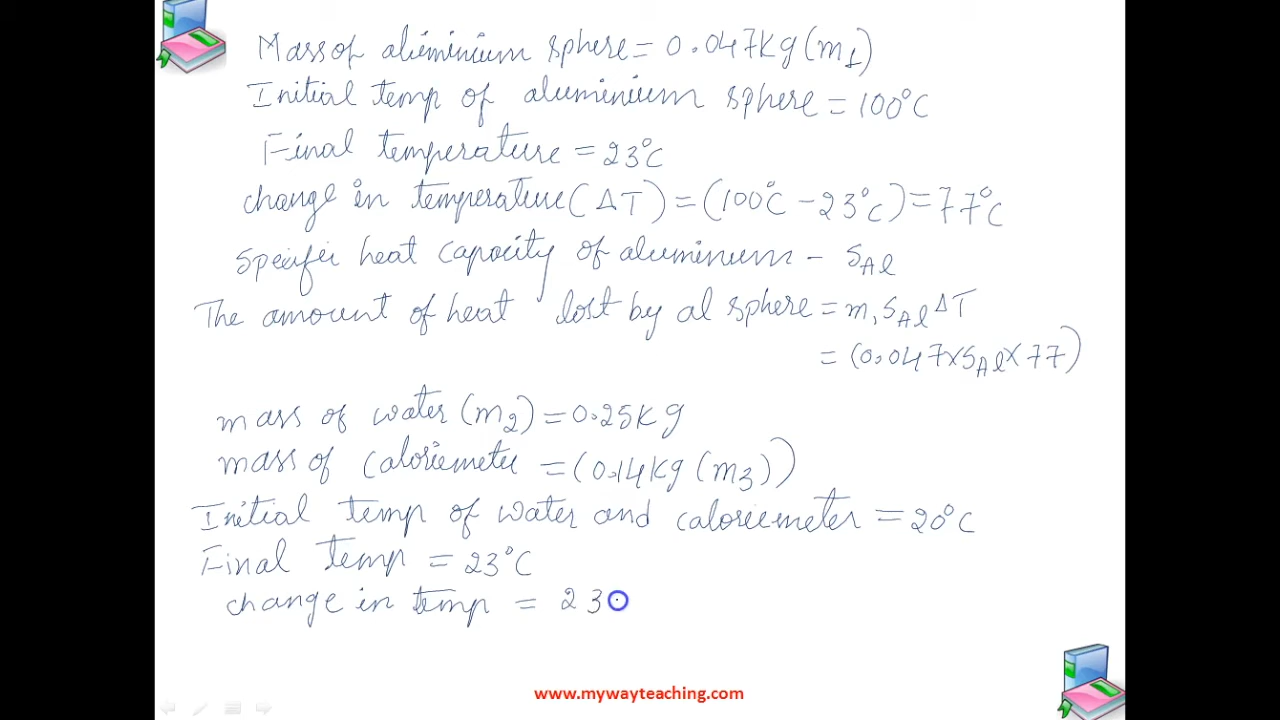 Mass of aluminium sphere = 0.047Kg (m1)
Initial temp of aluminium sphere = 100°C
Final temperature = 23°C
change in temperature (ΔT) = (100°C - 23°C) = 77°C
Specific heat capacity of aluminium - SAl
The amount of heat lost by al sphere = m1 SAl ΔT
= (0.047 x SAl x 77)
mass of water (m2) = 0.25Kg
mass of calorimeter = (0.14Kg (m3))
Initial temp of water and calorimeter = 20°C
Final temp = 23°C
change in temp = 23
www.mywayteaching.com